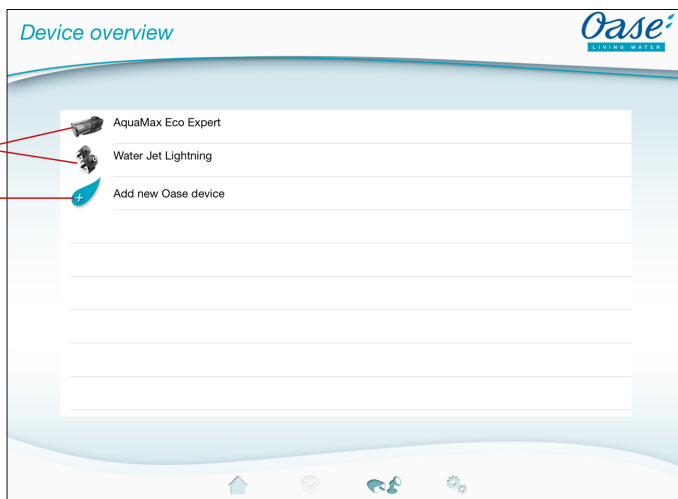 Device overview
Oase
LIVING WATER
AquaMax Eco Expert
Water Jet Lightning
Add new Oase device